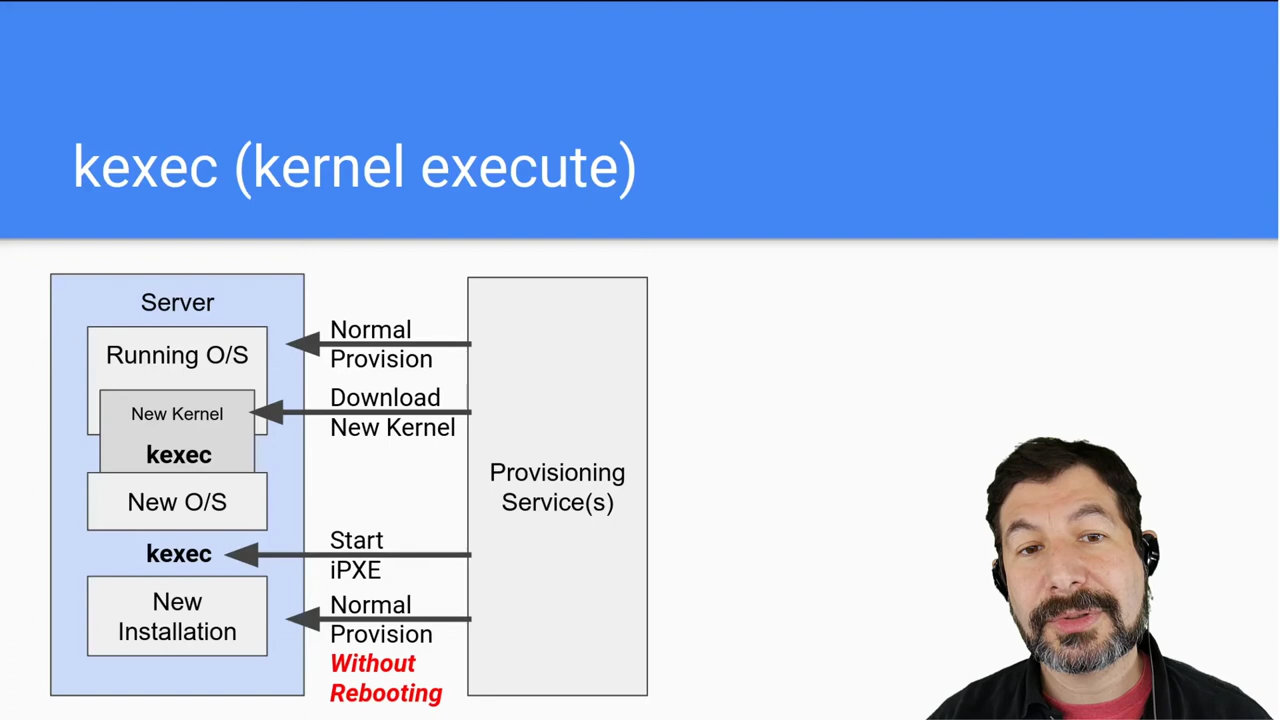 kexec (kernel execute)
Server
Running O/S
New Kernel
kexec
New O/S
kexec
New
Installation
Normal
Provision
Download
New Kernel
Start
iPXE
Normal
Provision
Without
Rebooting
Provisioning
Service(s)